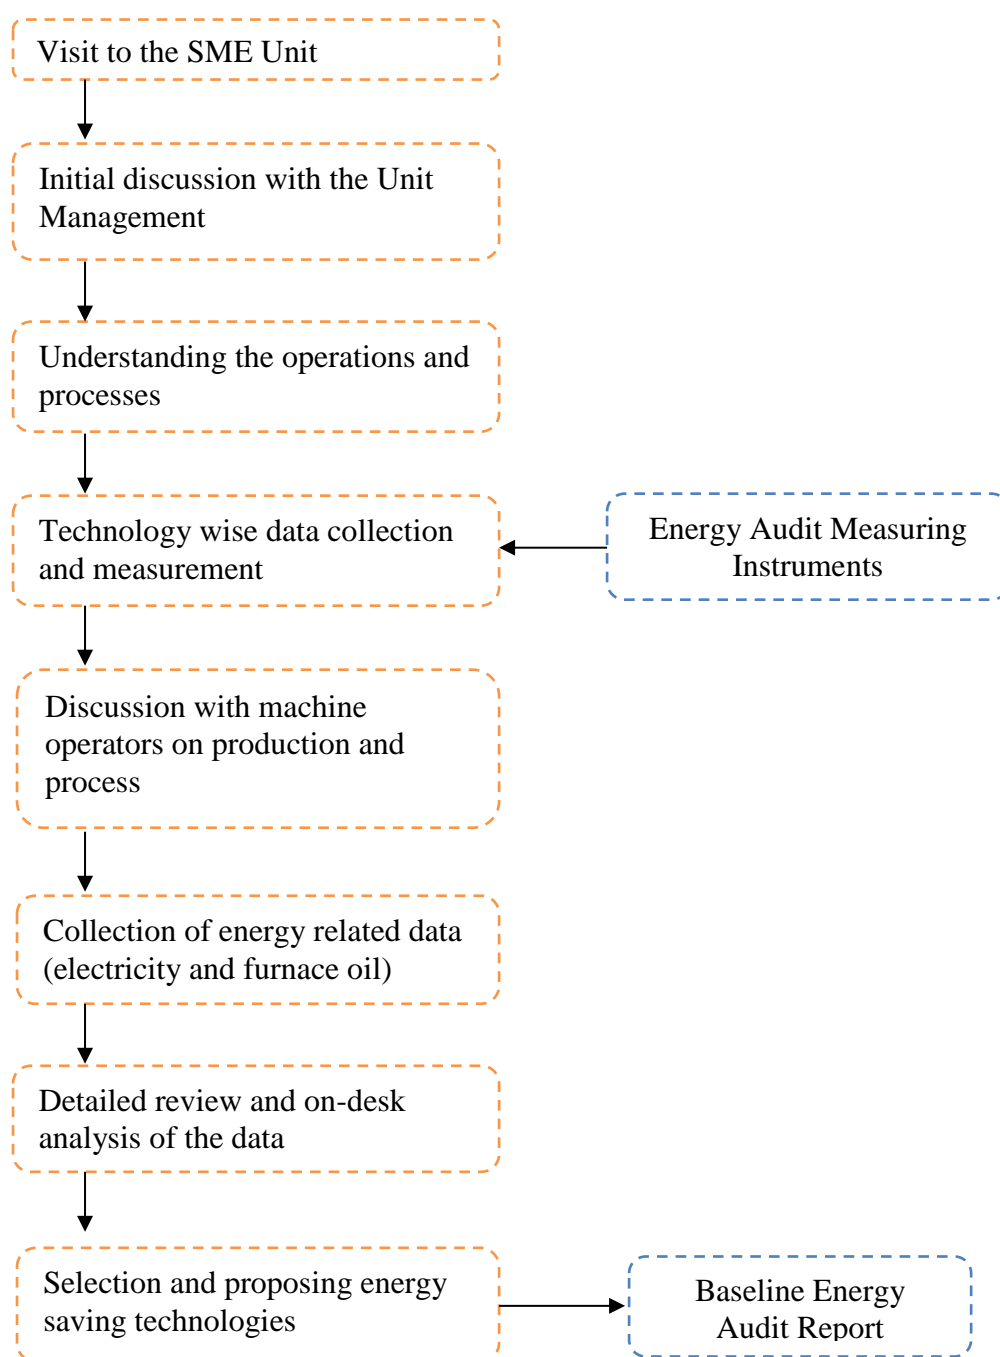 Visit to the SME Unit
Initial discussion with the Unit
Management
Understanding the operations and
processes
Technology wise data collection
and measurement
Energy Audit Measuring
Instruments
Discussion with machine
operators on production and
process
Collection of energy related data
(electricity and furnace oil)
Detailed review and on-desk
analysis of the data
Selection and proposing energy
saving technologies
Baseline Energy
Audit Report